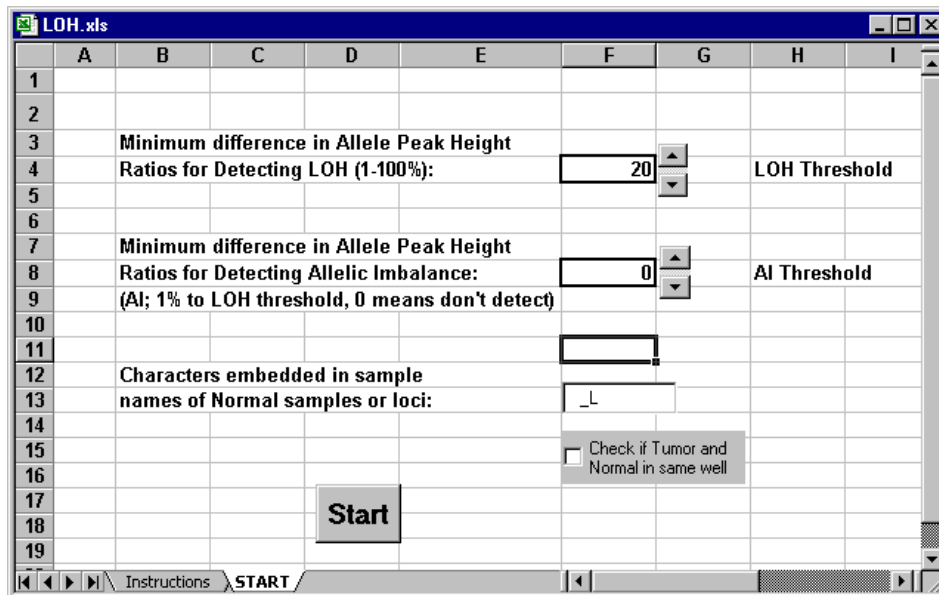 LOH.xls
A B C D E F G H I
1
2
3 Minimum difference in Allele Peak Height
4 Ratios for Detecting LOH (1-100%): 20 LOH Threshold
5
6
7 Minimum difference in Allele Peak Height
8 Ratios for Detecting Allelic Imbalance: 0 AI Threshold
9 (AI; 1% to LOH threshold, 0 means don't detect)
10
11
12 Characters embedded in sample
13 names of Normal samples or loci: _L
14
15 Check if Tumor and
16 Normal in same well
17
Start
18
19
Instructions START